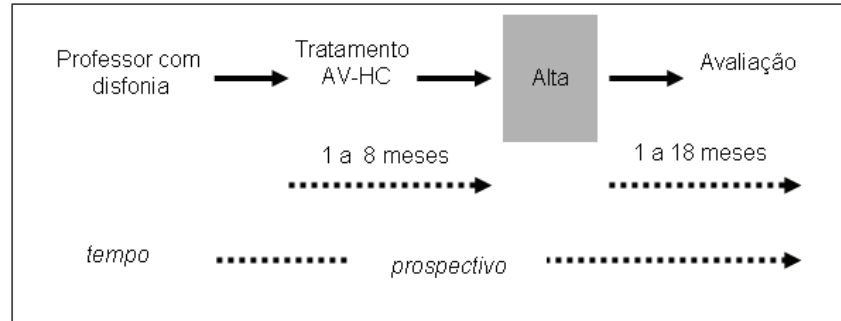 Professor com
disfonia
Tratamento
AV-HC
Alta
Avaliação
1 a 8 meses
1 a 18 meses
tempo
prospectivo